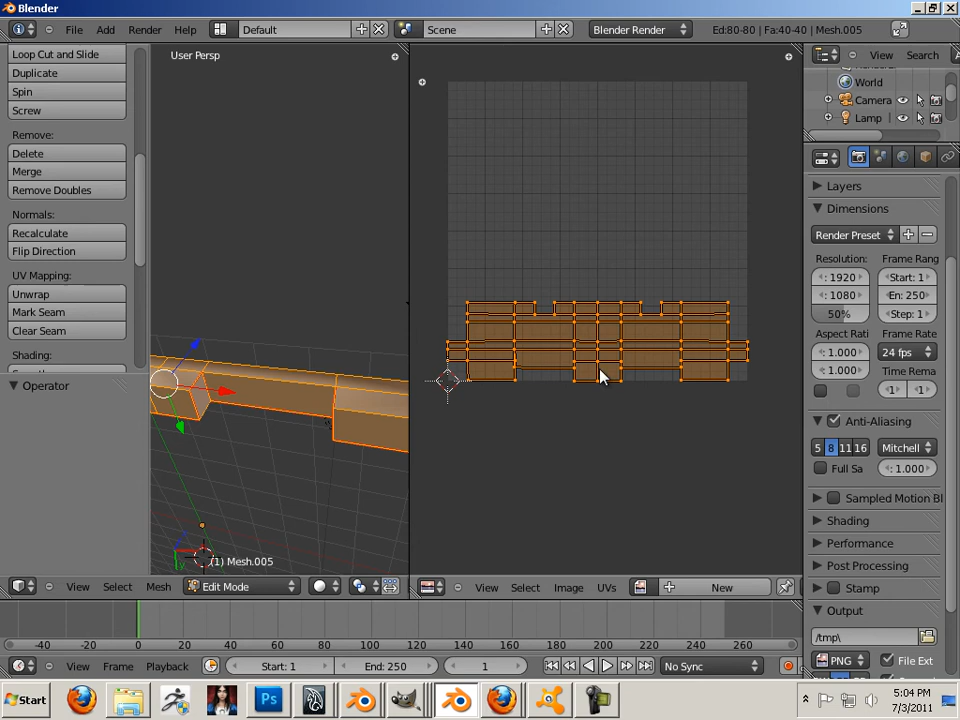 Blender
File Add Render Help Default Scene Blender Render Ed:80-80 | Fa:40-40 | Mesh.005
Loop Cut and Slide
Duplicate
Spin
Screw
Remove:
Delete
Merge
Remove Doubles
Normals:
Recalculate
Flip Direction
UV Mapping:
Unwrap
Mark Seam
Clear Seam
Shading:
Operator
User Persp
(1) Mesh.005
View Select Mesh Edit Mode
View Select Image UVs New
View Search
World
Camera
Lamp
Layers
Dimensions
Render Preset
Resolution: Frame Rang
1920 Start: 1
1080 En: 250
50% Step: 1
Aspect Rati Frame Rate
1.000 24 fps
1.000 Time Rema
1 1
Anti-Aliasing
5 8 11 16 Mitchell
Full Sa 1.000
Sampled Motion Bl
Shading
Performance
Post Processing
Stamp
Output
/tmp\
PNG File Ext
-40 -20 0 20 40 60 80 100 120 140 160 180 200 220 240 260
View Frame Playback Start: 1 End: 250 1 No Sync
Start Ps 5:04 PM
7/3/2011